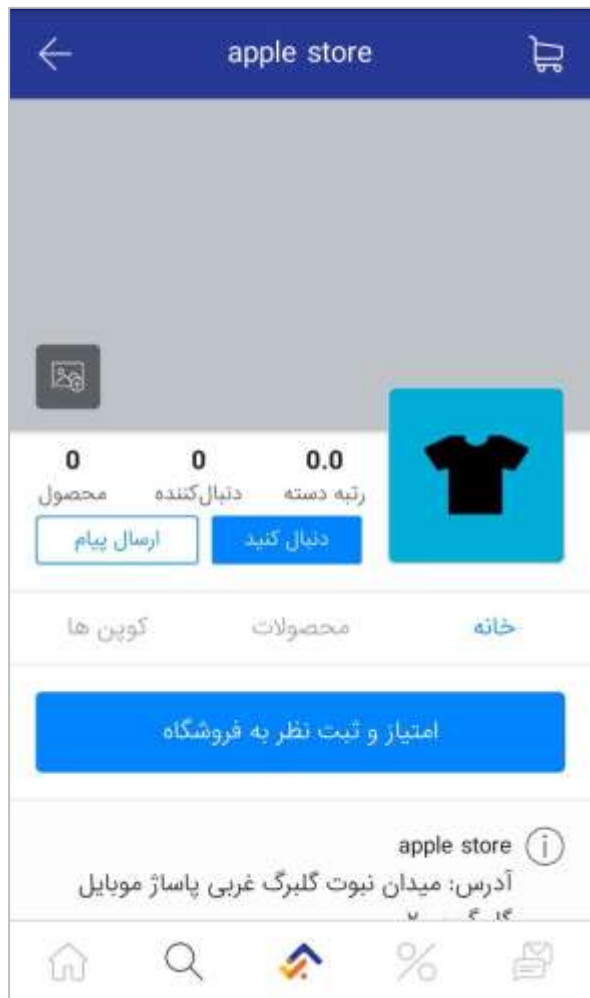 apple store
0.0
0
0
رتبه دسته
دنبال‌کننده
محصول
دنبال کنید
ارسال پیام
خانه
محصولات
کوپن ها
امتیاز و ثبت نظر به فروشگاه
apple store
آدرس: میدان نبوت گلبرگ غربی پاساژ موبایل